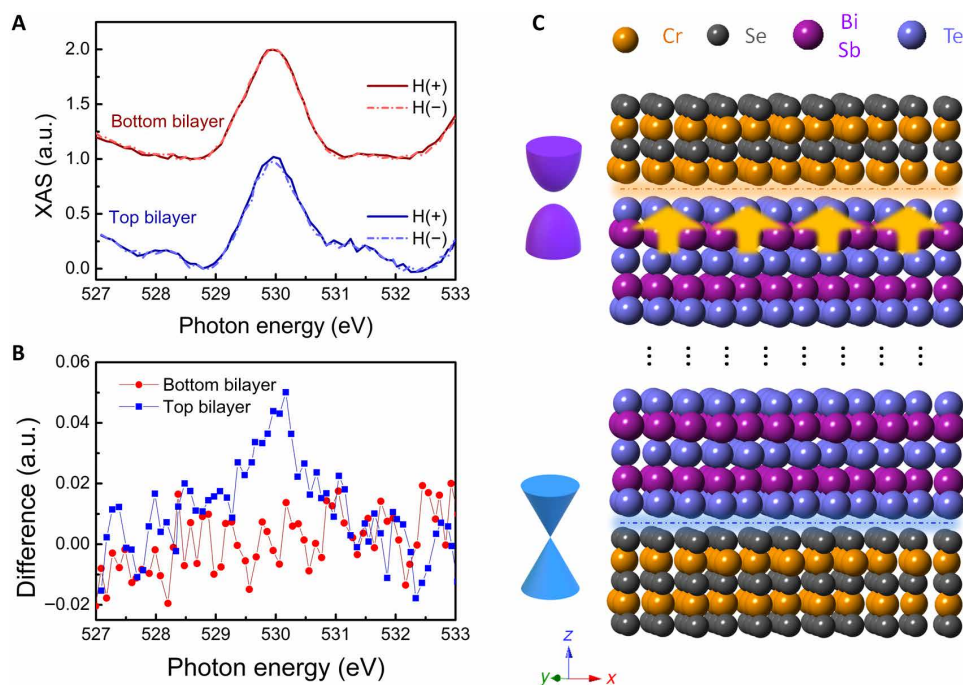 A
XAS (a.u.)
2.0
1.5
1.0
0.5
0.0
Bottom bilayer
H(+)
H(−)
Top bilayer
H(+)
H(−)
527 528 529 530 531 532 533
Photon energy (eV)
B
Difference (a.u.)
0.06
0.04
0.02
0.00
−0.02
Bottom bilayer
Top bilayer
527 528 529 530 531 532 533
Photon energy (eV)
C
Cr Se Bi Te
Sb
z
y x